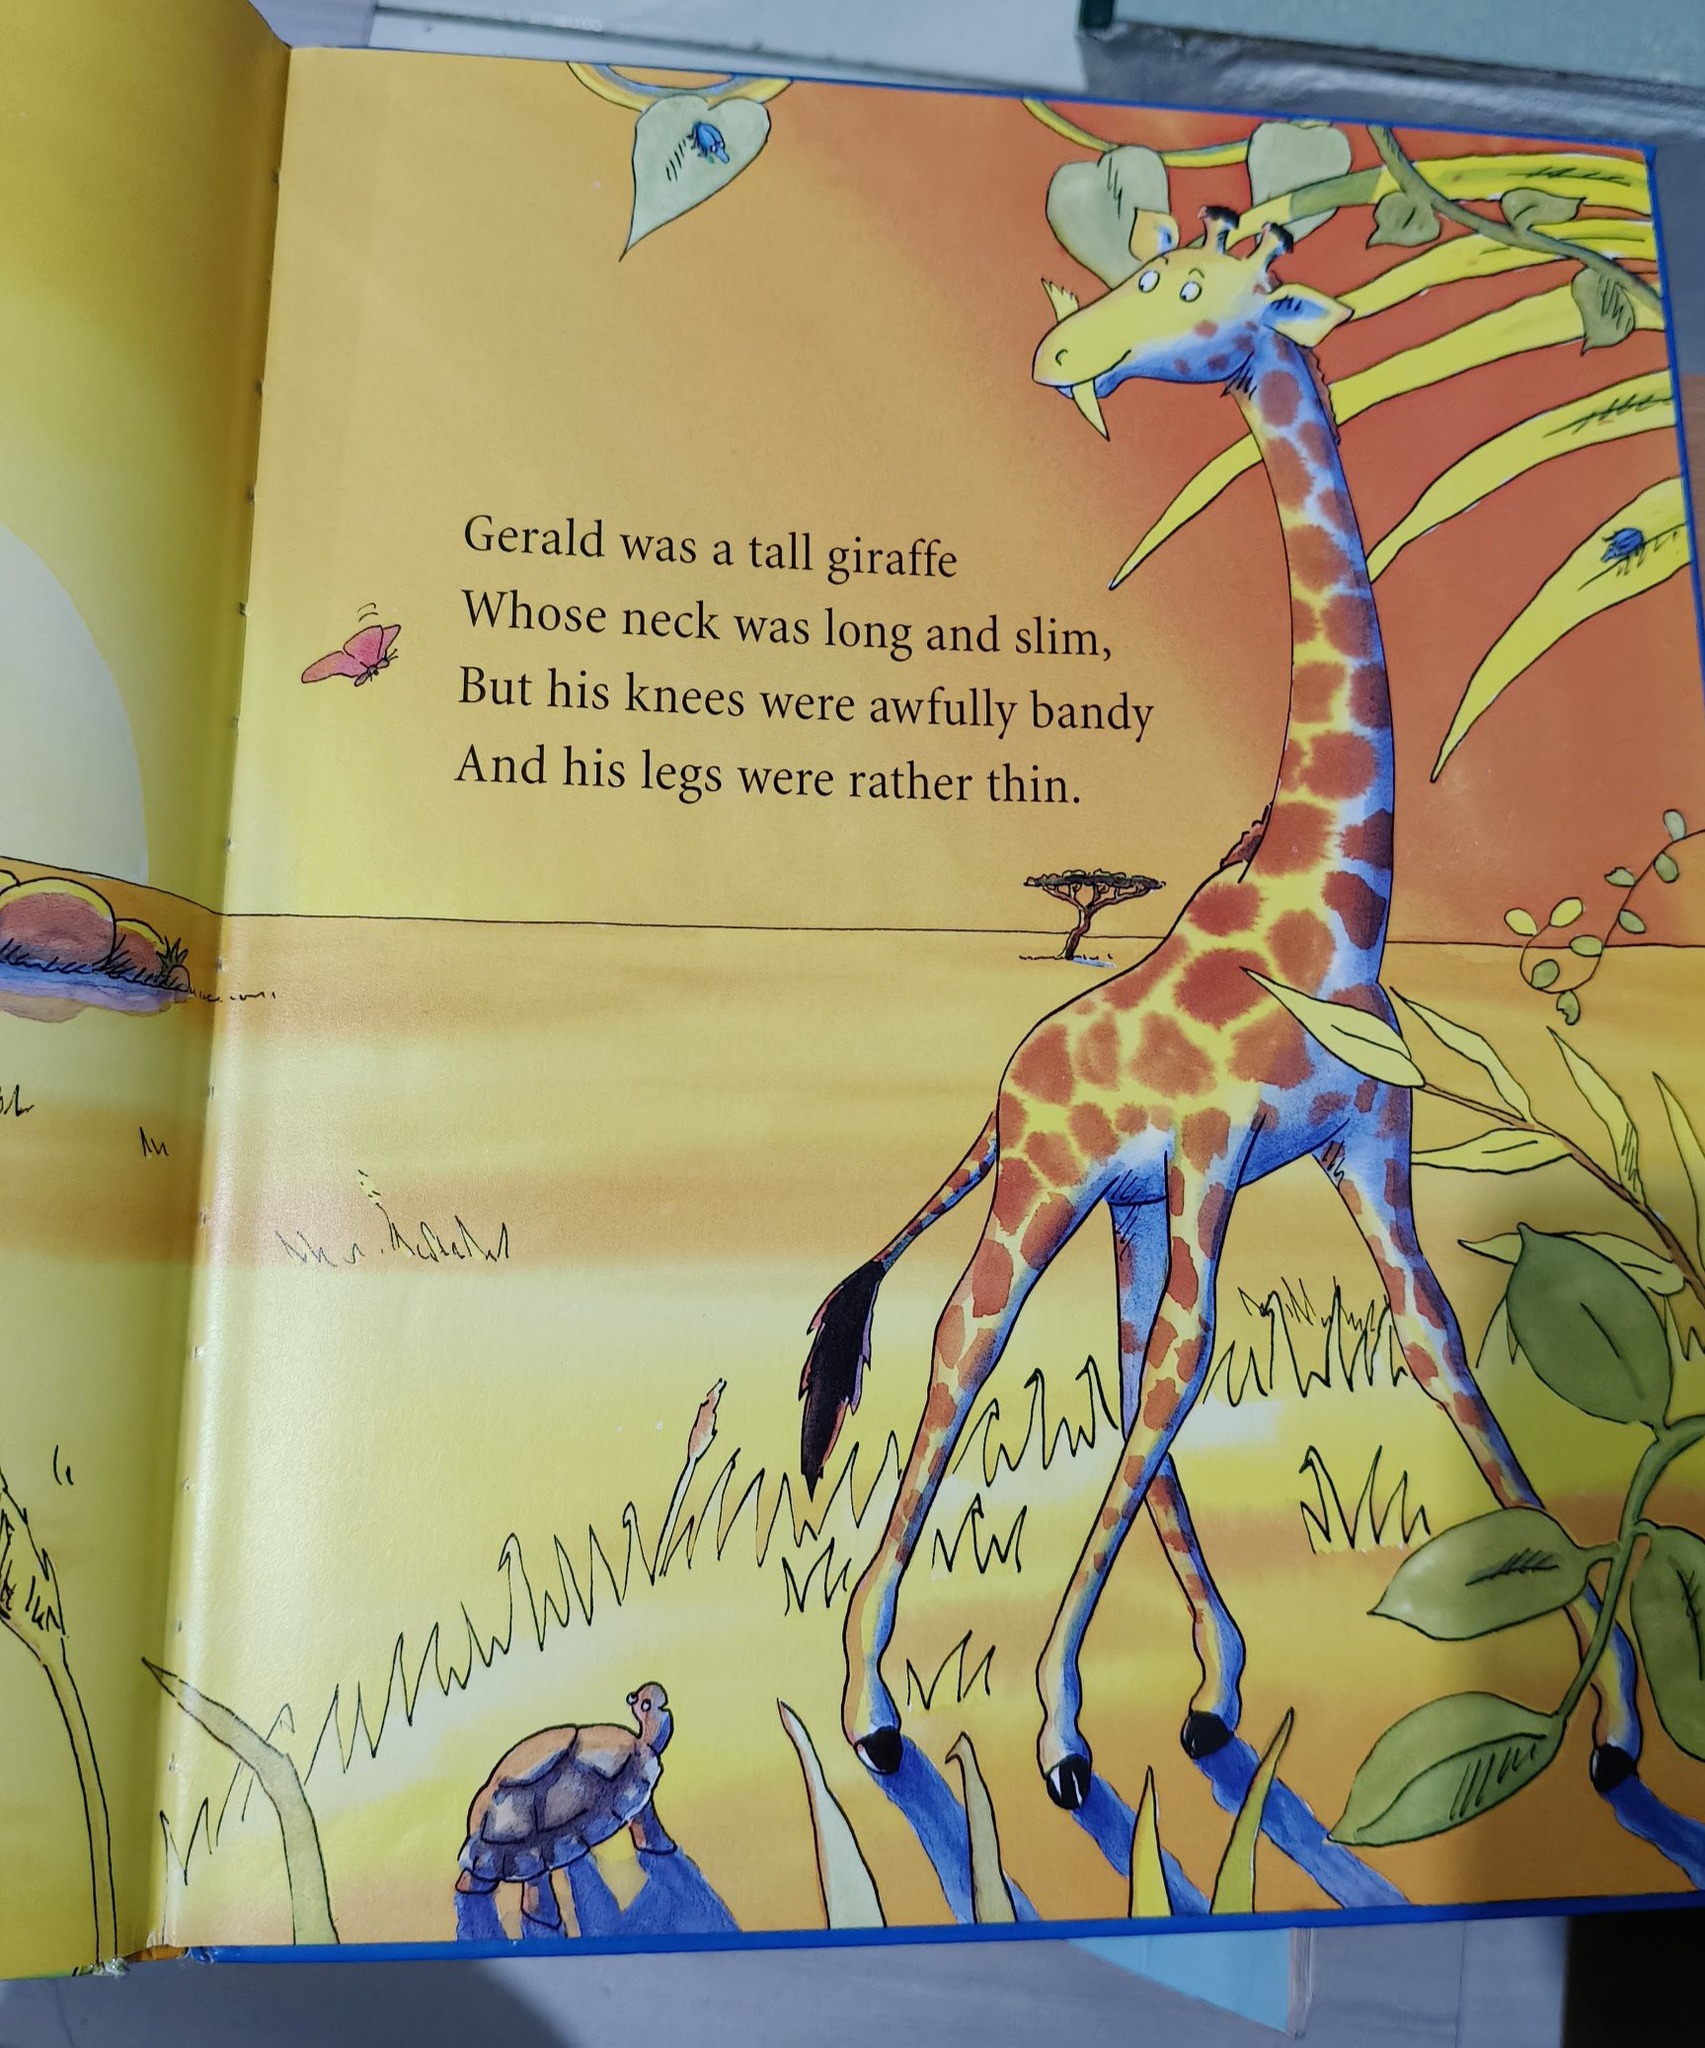 Gerald was a tall giraffe
Whose neck was long and slim,
But his knees were awfully bandy
And his legs were rather thin.